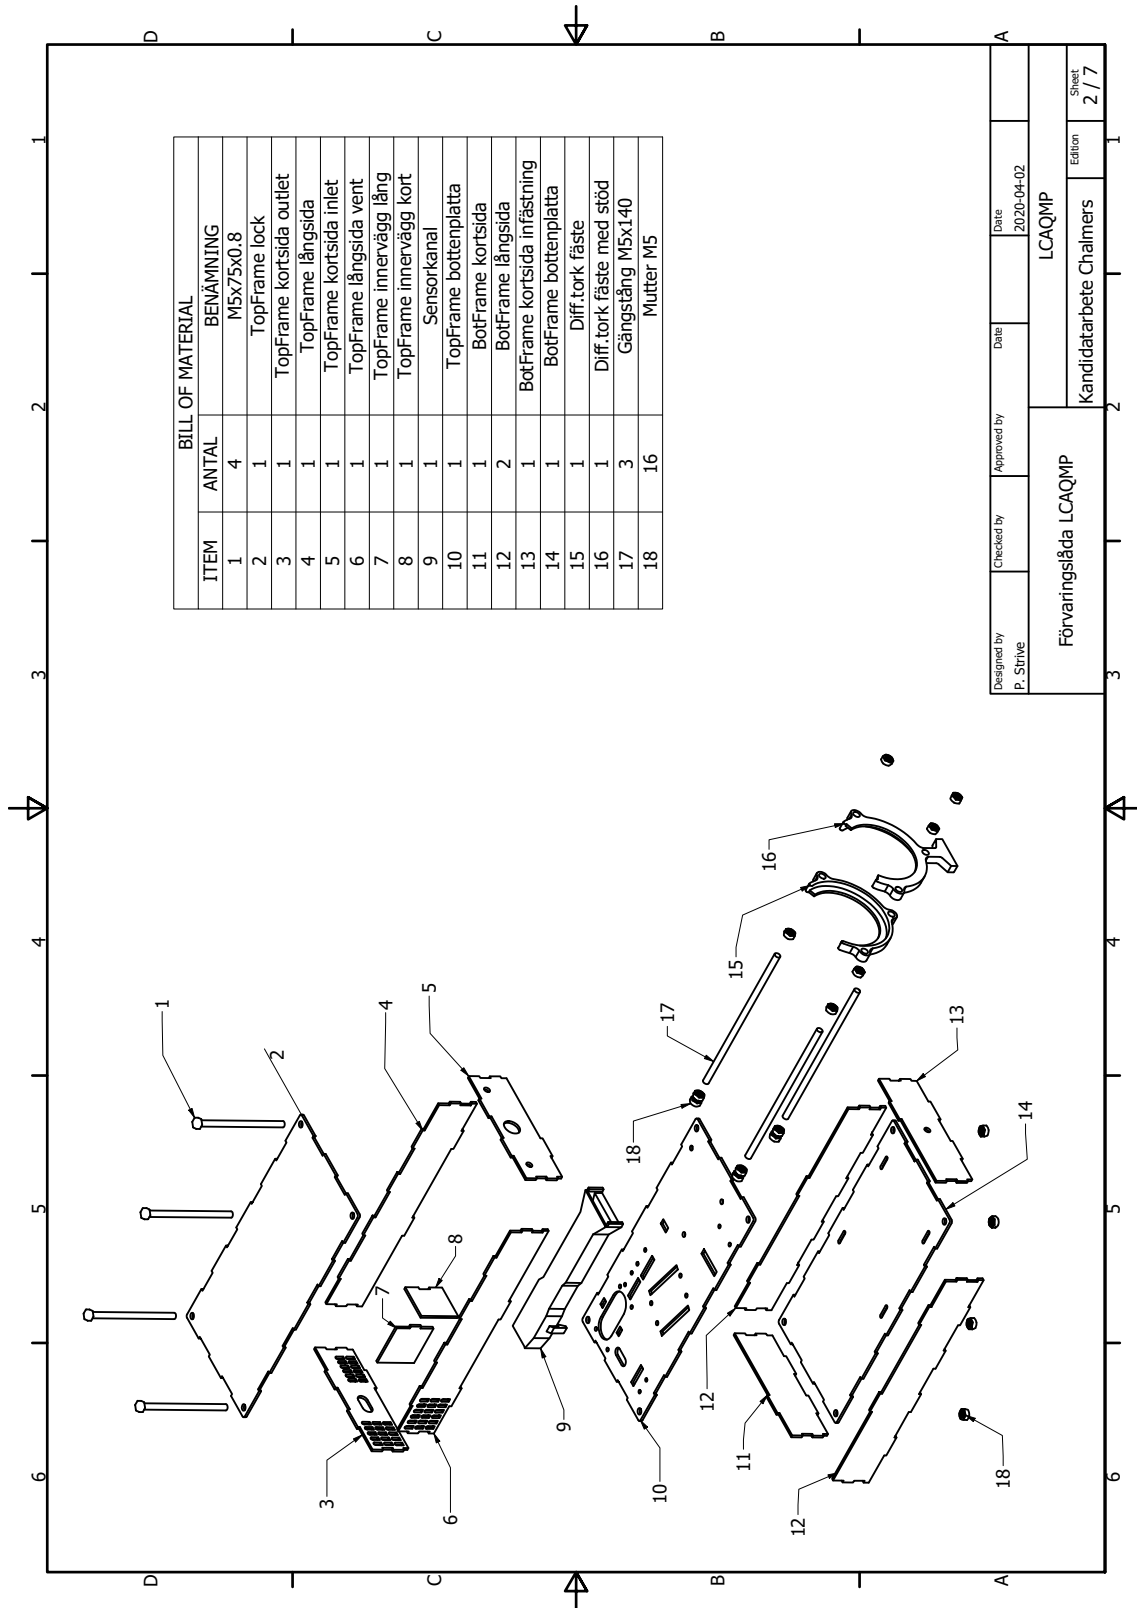 D
C
B
A
1
2
3
4
5
6
BILL OF MATERIAL
ITEM ANTAL BENÄMNING
1 4 M5x75x0.8
2 1 TopFrame lock
3 1 TopFrame kortsida outlet
4 1 TopFrame långsida
5 1 TopFrame kortsida inlet
6 1 TopFrame långsida vent
7 1 TopFrame innervägg lång
8 1 TopFrame innervägg kort
9 1 Sensorkanal
10 1 TopFrame bottenplatta
11 1 BotFrame kortsida
12 2 BotFrame långsida
13 1 BotFrame kortsida infästning
14 1 BotFrame bottenplatta
15 1 Diff.tork fäste
16 1 Diff.tork fäste med stöd
17 3 Gängstång M5x140
18 16 Mutter M5
1
2
3
4
5
6
7
8
9
10
11
12
12
13
14
15
16
17
18
18
Designed by
P. Strive
Checked by
Approved by
Date
Date
2020-04-02
Förvaringslåda LCAQMP
LCAQMP
Kandidatarbete Chalmers
Edition
Sheet
2 / 7
6
5
4
3
2
1
D
C
B
A